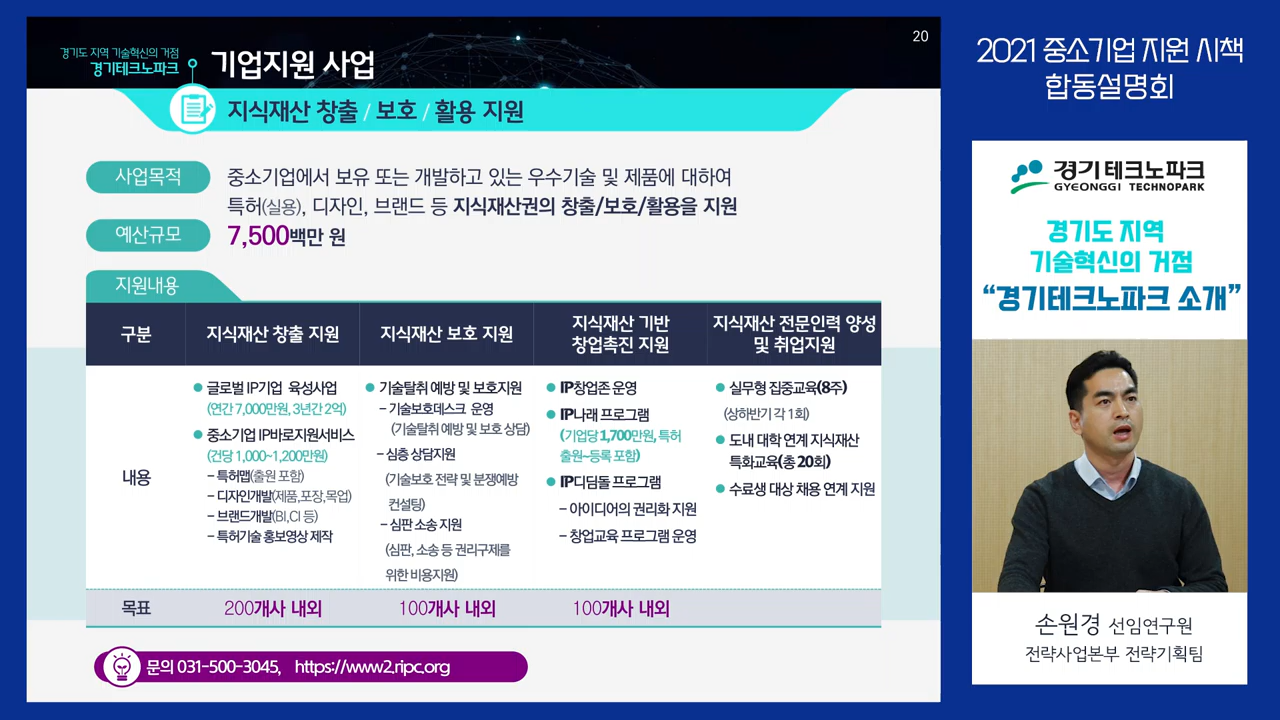 20
경기도 지역 기술혁신의 거점
경기테크노파크
기업지원 사업
지식재산 창출 / 보호 / 활용 지원
사업목적
중소기업에서 보유 또는 개발하고 있는 우수기술 및 제품에 대하여
특허(실용), 디자인, 브랜드 등 지식재산권의 창출/보호/활용을 지원
예산규모
7,500백만 원
지원내용
구분
지식재산 창출 지원
지식재산 보호 지원
지식재산 기반
창업촉진 지원
지식재산 전문인력 양성
및 취업지원
내용
● 글로벌 IP기업 육성사업
(연간 7,000만원, 3년간 2억)
● 중소기업 IP바로지원서비스
(건당 1,000~1,200만원)
- 특허맵(출원 포함)
- 디자인개발(제품,포장,목업)
- 브랜드개발(BI,CI 등)
- 특허기술 홍보영상 제작
● 기술탈취 예방 및 보호지원
- 기술보호데스크 운영
(기술탈취 예방 및 보호 상담)
- 심층 상담지원
(기술보호 전략 및 분쟁예방
컨설팅)
- 심판 소송 지원
(심판, 소송 등 권리구제를
위한 비용지원)
● IP창업존 운영
● IP나래 프로그램
(기업당 1,700만원, 특허
출원~등록 포함)
● IP디딤돌 프로그램
- 아이디어의 권리화 지원
- 창업교육 프로그램 운영
● 실무형 집중교육(8주)
(상하반기 각 1회)
● 도내 대학 연계 지식재산
특화교육(총 20회)
● 수료생 대상 채용 연계 지원
목표
200개사 내외
100개사 내외
100개사 내외
문의 031-500-3045, https://www2.ripc.org
2021 중소기업 지원 시책
합동설명회
경기테크노파크
GYEONGGI TECHNOPARK
경기도 지역
기술혁신의 거점
“경기테크노파크 소개”
손원경 선임연구원
전략사업본부 전략기획팀